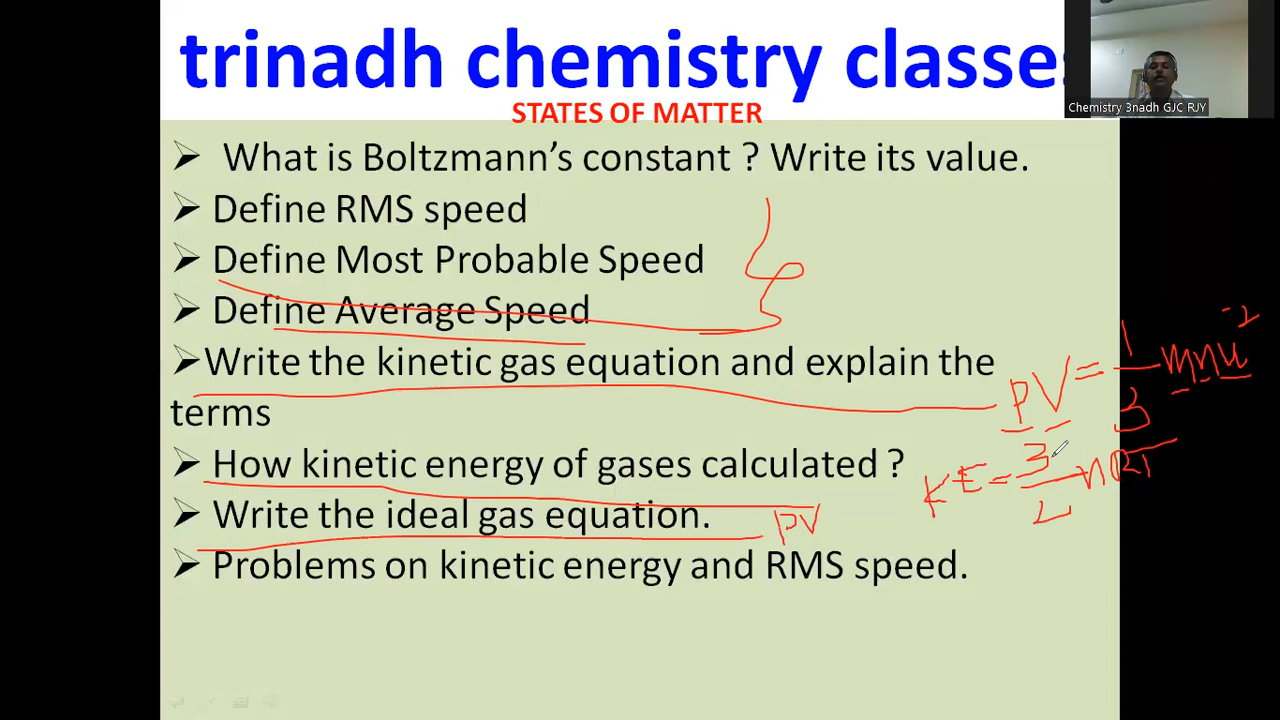 trinadh chemistry classes
STATES OF MATTER
Chemistry 3nadh GJC RJY
➢ What is Boltzmann’s constant ? Write its value.
➢ Define RMS speed
➢ Define Most Probable Speed
➢ Define Average Speed
➢Write the kinetic gas equation and explain the
terms
PV = 1/3 mnu⁻²
➢ How kinetic energy of gases calculated ?
KE = 3/2 nRT
➢ Write the ideal gas equation.
PV
➢ Problems on kinetic energy and RMS speed.